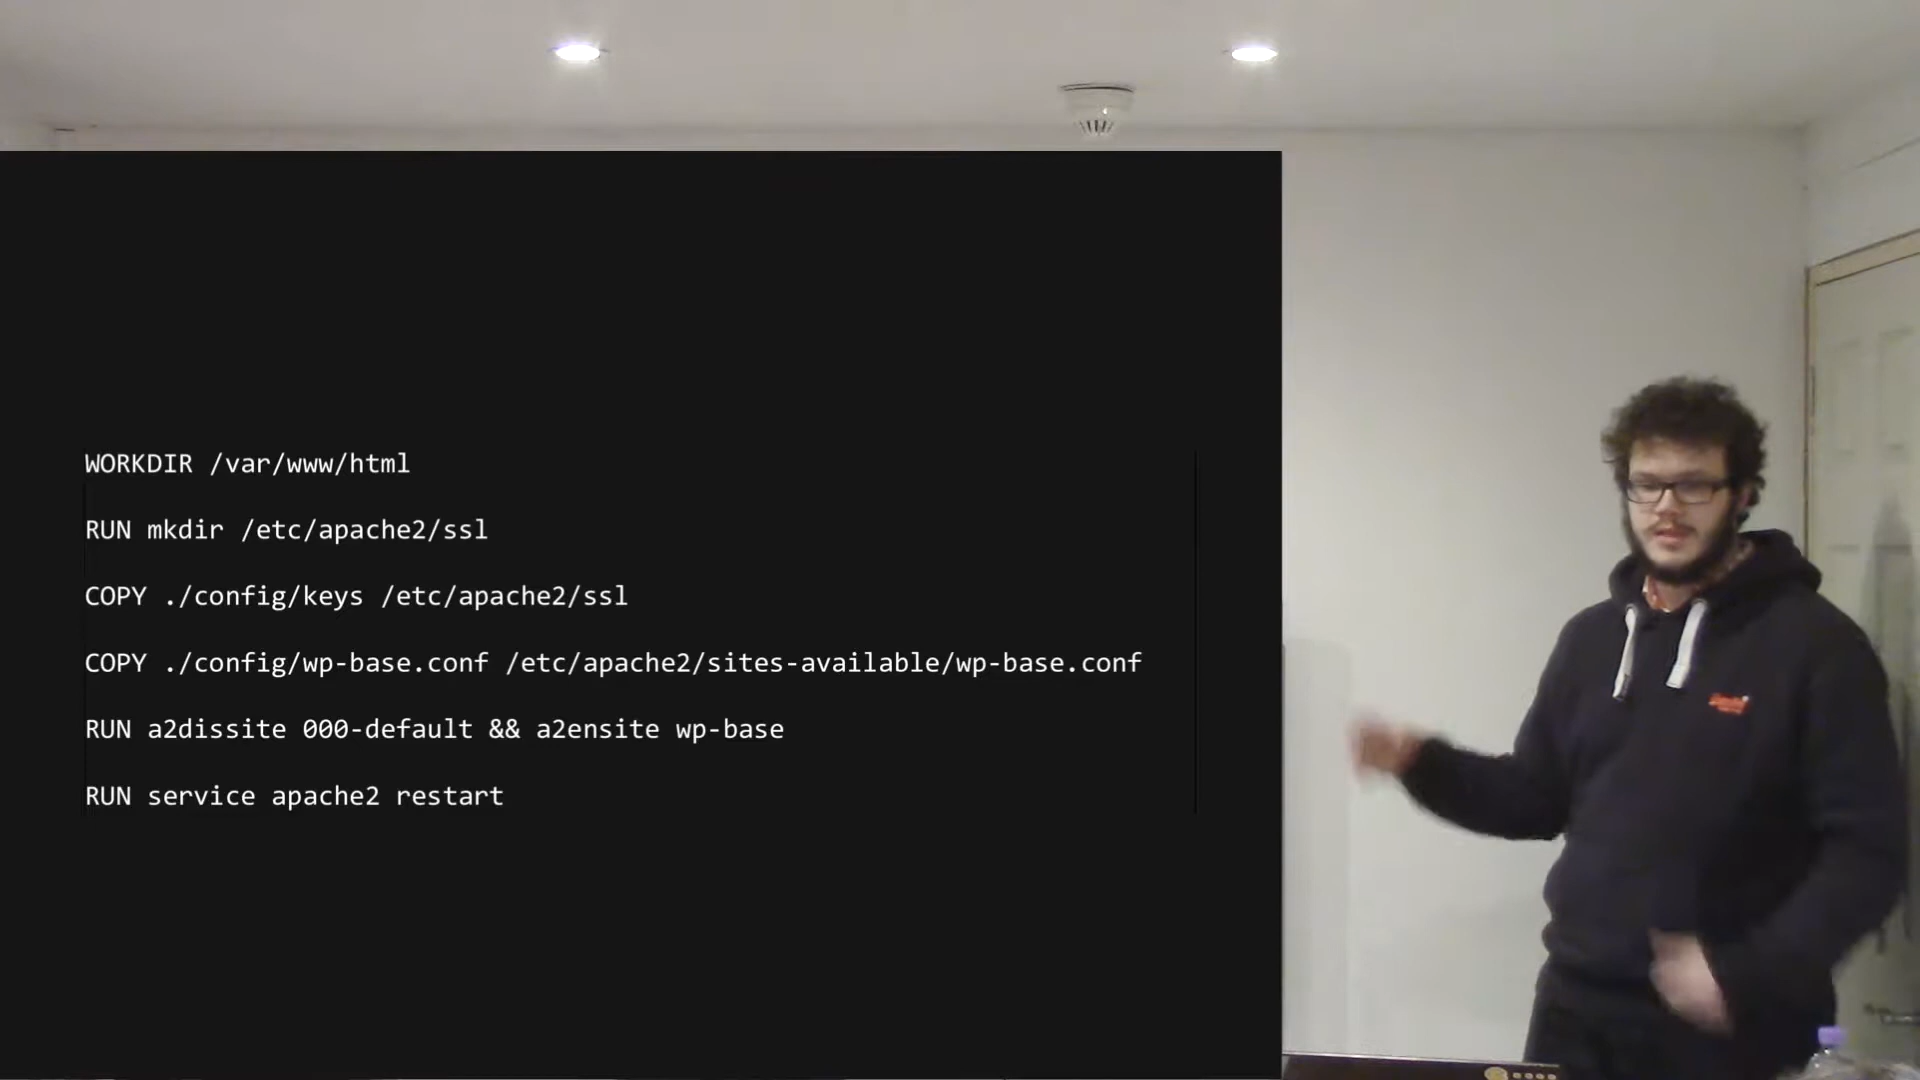 WORKDIR /var/www/html
RUN mkdir /etc/apache2/ssl
COPY ./config/keys /etc/apache2/ssl
COPY ./config/wp-base.conf /etc/apache2/sites-available/wp-base.conf
RUN a2dissite 000-default && a2ensite wp-base
RUN service apache2 restart